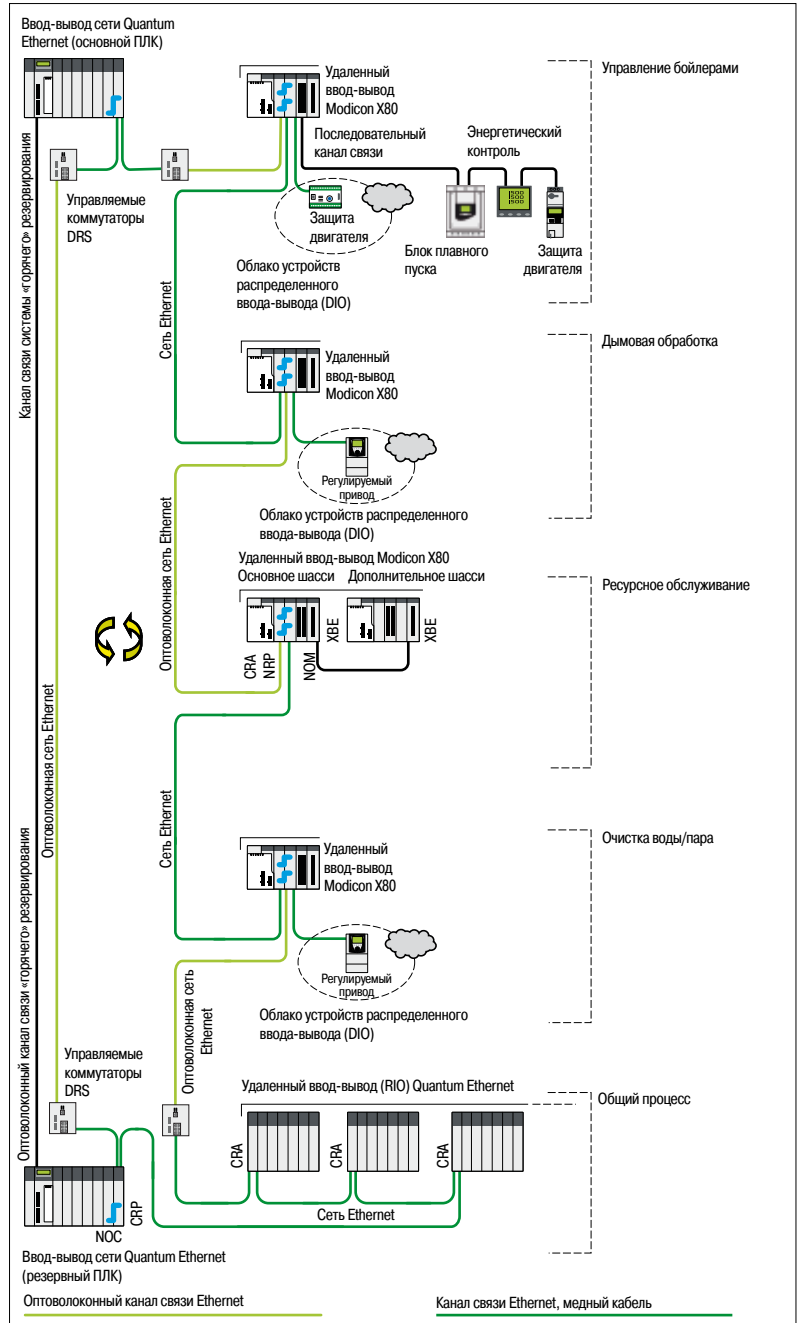 Ввод-вывод сети Quantum
Ethernet (основной ПЛК)
Удаленный
ввод-вывод
Modicon X80
Управление бойлерами
Последовательный
канал связи
Энергетический
контроль
Управляемые
коммутаторы
DRS
Защита
двигателя
Блок плавного
пуска
Защита
двигателя
Облако устройств
распределенного
ввода-вывода (DIO)
Канал связи системы «горячего» резервирования
Сеть Ethernet
Удаленный
ввод-вывод
Modicon X80
Дымовая обработка
Регулируемый
привод
Облако устройств распределенного
ввода-вывода (DIO)
Оптоволоконная сеть Ethernet
Удаленный ввод-вывод Modicon X80
Основное шасси
Дополнительное шасси
Ресурсное обслуживание
CRA
NRP
NOM
XBE
XBE
Оптоволоконная сеть Ethernet
Сеть Ethernet
Удаленный
ввод-вывод
Modicon X80
Очистка воды/пара
Регулируемый
привод
Облако устройств распределенного
ввода-вывода (DIO)
Оптоволоконный канал связи «горячего» резервирования
Оптоволоконная сеть
Ethernet
Управляемые
коммутаторы
DRS
Удаленный ввод-вывод (RIO) Quantum Ethernet
Общий процесс
CRA
CRA
CRA
Сеть Ethernet
CRP
NOC
Ввод-вывод сети Quantum Ethernet
(резервный ПЛК)
Оптоволоконный канал связи Ethernet
Канал связи Ethernet, медный кабель